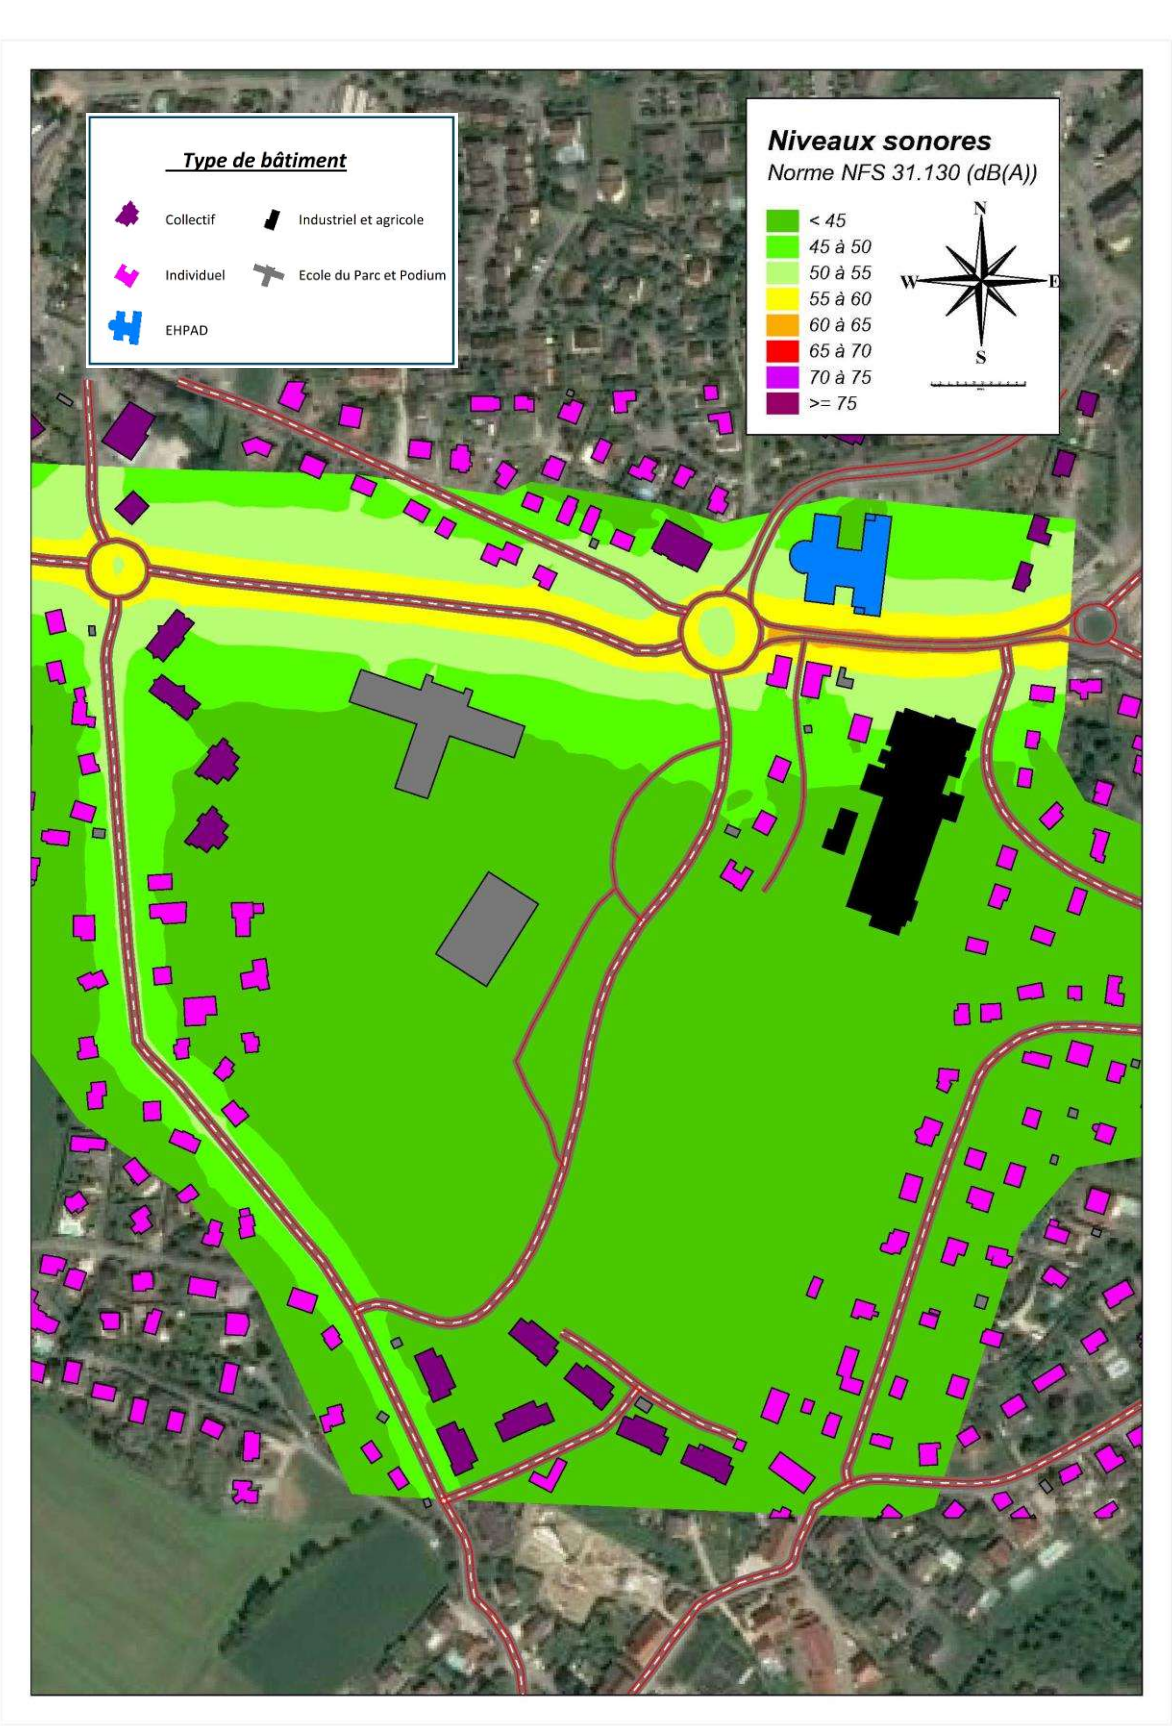 Type de bâtiment
Collectif
Industriel et agricole
Individuel
Ecole du Parc et Podium
EHPAD
Niveaux sonores
Norme NFS 31.130 (dB(A))
< 45
45 à 50
50 à 55
55 à 60
60 à 65
65 à 70
70 à 75
>= 75
N
W
E
S